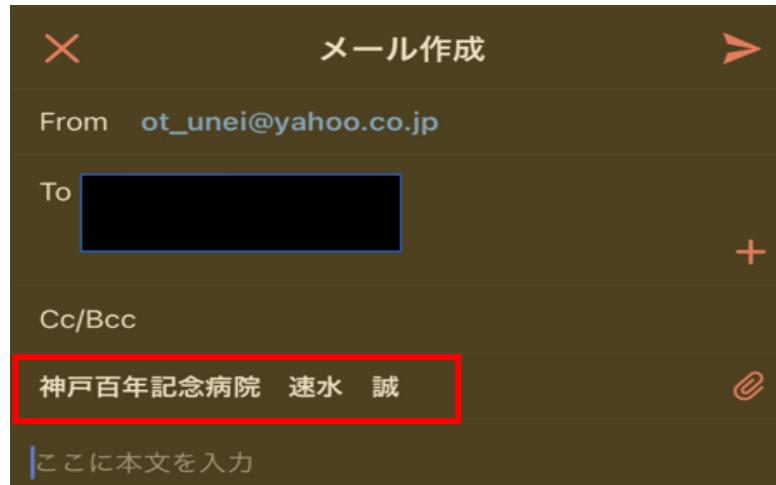 メール作成
From ot_unei@yahoo.co.jp
To
Cc/Bcc
神戸百年記念病院　速水　誠
ここに本文を入力